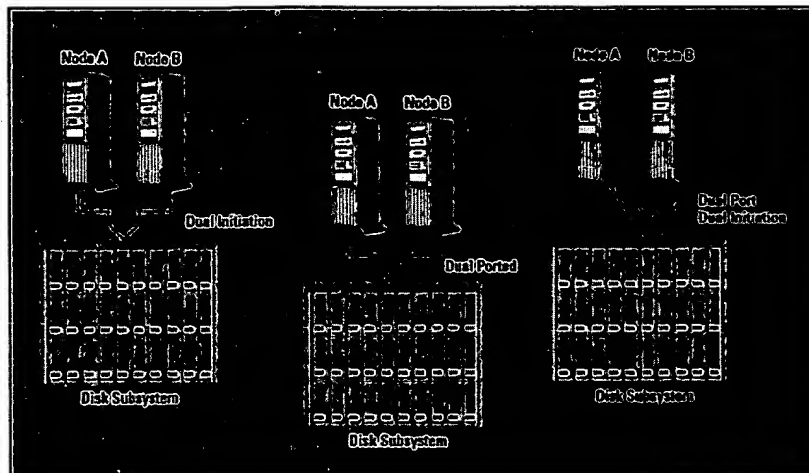 Node A
Node B
Dual Initiation
Disk Subsystem
Node A
Node B
Dual Ported
Disk Subsystem
Node A
Node B
Dual Port
Dual Initiation
Disk Subsystem